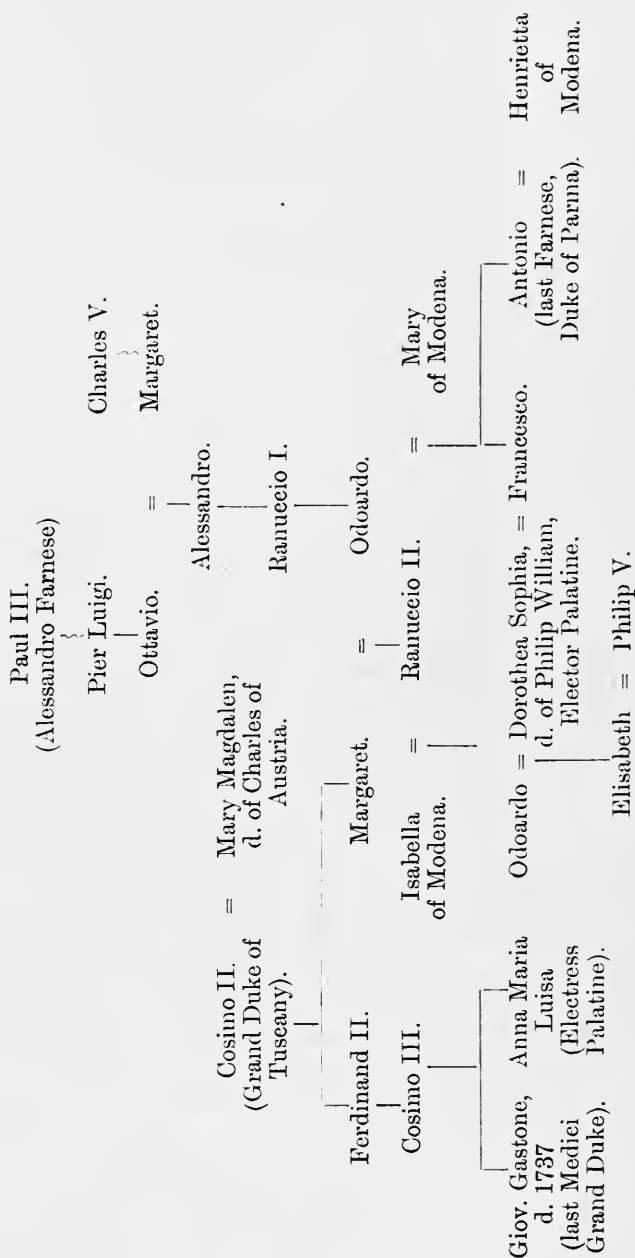 Paul III.
(Alessandro Farnese)
Pier Luigi.
Charles V.
Ottavio.
=
Margaret.
Alessandro.
Cosimo II.
(Grand Duke of
Tuscany).
=
Mary Magdalen,
d. of Charles of
Austria.
Ranuccio I.
Ferdinand II.
Margaret.
=
Odoardo.
Cosimo III.
Isabella
of Modena.
=
Ranuccio II.
=
Mary
of Modena.
Giov. Gastone,
d. 1737
(last Medici
Grand Duke).
Anna Maria
Luisa
(Electress
Palatine).
Odoardo
=
Dorothea Sophia,
d. of Philip William,
Elector Palatine.
=
Francesco.
Antonio
(last Farnese,
Duke of Parma).
=
Henrietta
of
Modena.
Elisabeth = Philip V.